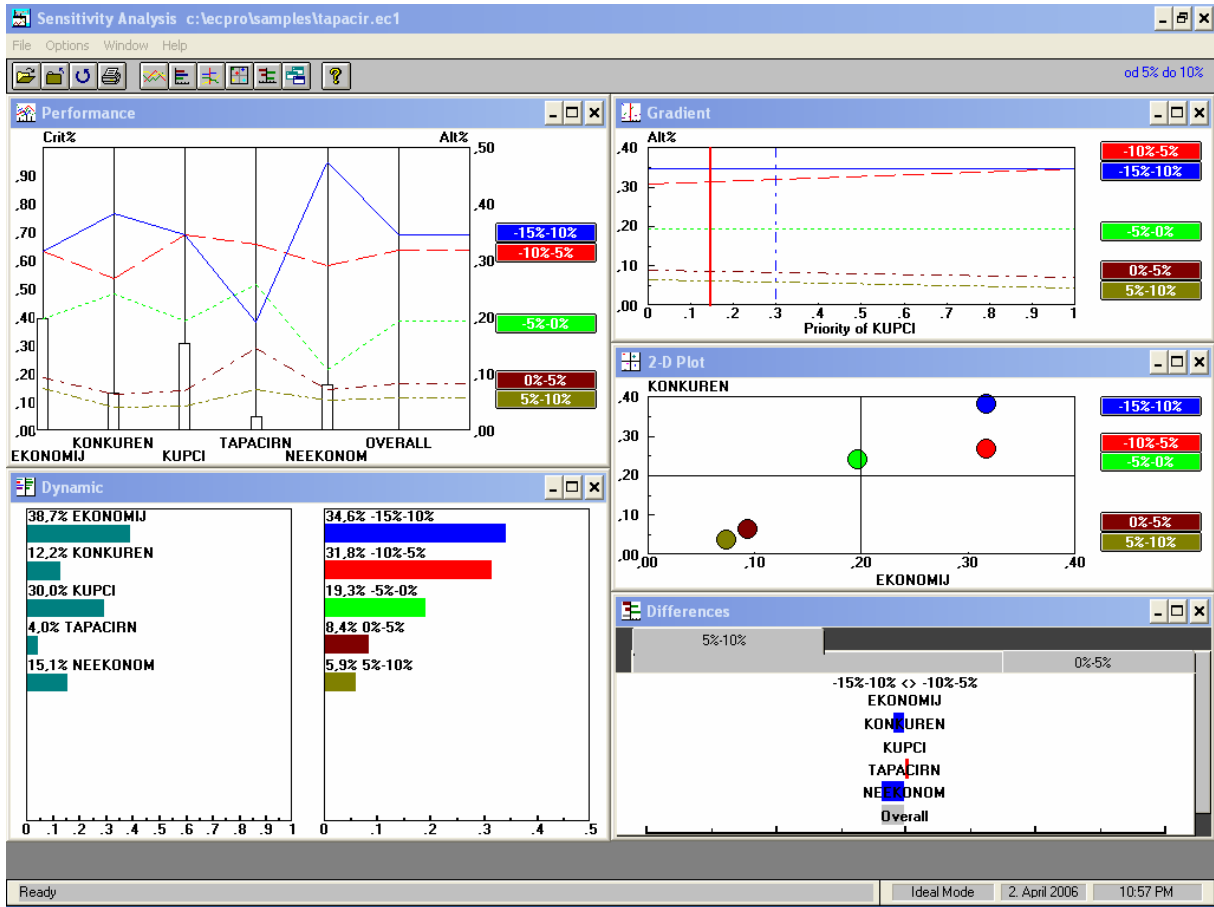 Sensitivity Analysis c:\ecpro\samples\tapacir.ec1
File Options Window Help
od 5% do 10%
Performance
Crit% Alt%
,90
,80
,70
,60
,50
,40
,30
,20
,10
,00
,50
,40
,30
,20
,10
,00
-15%-10%
-10%-5%
-5%-0%
0%-5%
5%-10%
KONKUREN TAPACIRN OVERALL
EKONOMIJ KUPCI NEEKONOM
Gradient
Alt%
,40
,30
,20
,10
,00
0 .1 .2 .3 .4 .5 .6 .7 .8 .9 1
Priority of KUPCI
-10%-5%
-15%-10%
-5%-0%
0%-5%
5%-10%
2-D Plot
KONKUREN
,40
,30
,20
,10
,00
,00 ,10 ,20 ,30 ,40
EKONOMIJ
-15%-10%
-10%-5%
-5%-0%
0%-5%
5%-10%
Dynamic
38,7% EKONOMIJ
12,2% KONKUREN
30,0% KUPCI
4,0% TAPACIRN
15,1% NEEKONOM
0 .1 .2 .3 .4 .5 .6 .7 .8 .9 1
34,6% -15%-10%
31,8% -10%-5%
19,3% -5%-0%
8,4% 0%-5%
5,9% 5%-10%
0 .1 .2 .3 .4 .5
Differences
5%-10%
0%-5%
-15%-10% <> -10%-5%
EKONOMIJ
KONKUREN
KUPCI
TAPACIRN
NEEKONOM
Overall
Ready Ideal Mode 2. April 2006 10:57 PM